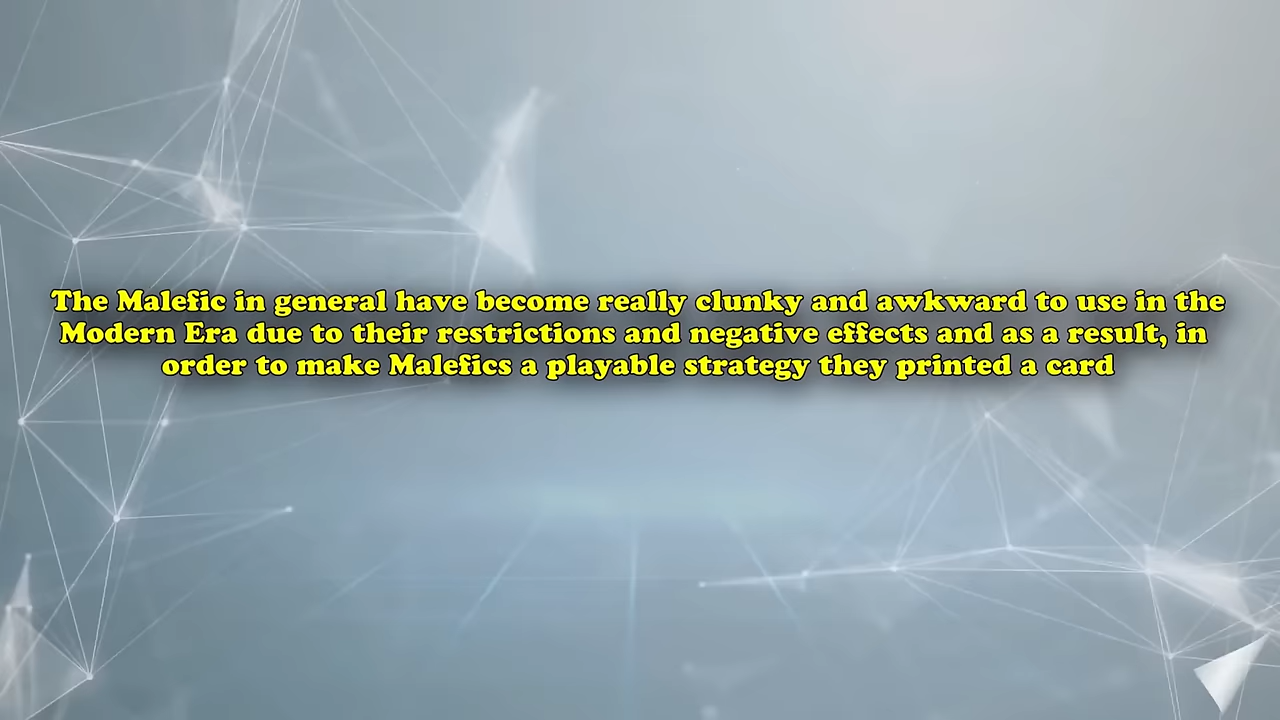 The Malefic in general have become really clunky and awkward to use in the
Modern Era due to their restrictions and negative effects and as a result, in
order to make Malefics a playable strategy they printed a card